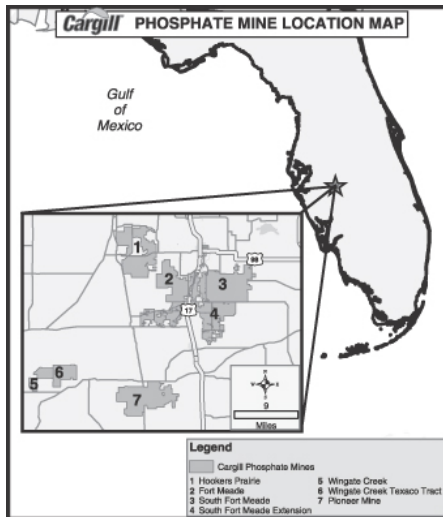 Cargill PHOSPHATE MINE LOCATION MAP
Gulf
of
Mexico
1
98
2
3
17
4
6
5
7
N
W E
S
9
Miles
Legend
Cargill Phosphate Mines
1 Hookers Prairie
2 Fort Meade
3 South Fort Meade
4 South Fort Meade Extension
5 Wingate Creek
6 Wingate Creek Texaco Tract
7 Pioneer Mine